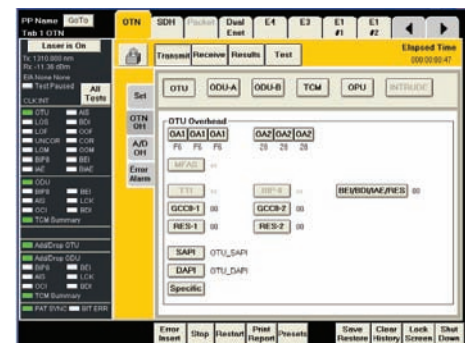 PP Nono GoTo
Tab 1 OTN
Laser is On
Tx: 1310.000 nm
Rx: -11.38 dBm
E/A None None
Test Paused
CLK:INT
All Tests
OTU AIS
LOS BDI
LOF OOF
UNCOR COR
LOM OOM
BIP8 BEI
IAE BIAE
ODU
BIP8 BEI
AIS LCK
OCI BDI
TCM Summary
Add/Drop OTU
Add/Drop ODU
BIP8 BEI
AIS LCK
OCI BDI
TCM Summary
PAT SYNC BIT ERR
OTN SDH Packet Dual Enet E4 E3 E1 #1 E1 #2
Transmit Receive Results Test
Elapsed Time
000:00:00:47
Set
OTN OH
A/D OH
Error Alarm
OTU ODU-A ODU-B TCM OPU INTRUDE
OTU Overhead
OA1 OA1 OA1 OA2 OA2 OA2
F6 F6 F6 28 28 28
MFAS
TTI BIP-8 BEI/BDI/IAE/RES 00
GCC0-1 00 GCC0-2 00
RES-1 00 RES-2 00
SAPI OTU_SAPI
DAPI OTU_DAPI
Specific
Error Insert Stop Restart Print Report Presets Save Restore Clear History Lock Screen Shut Down